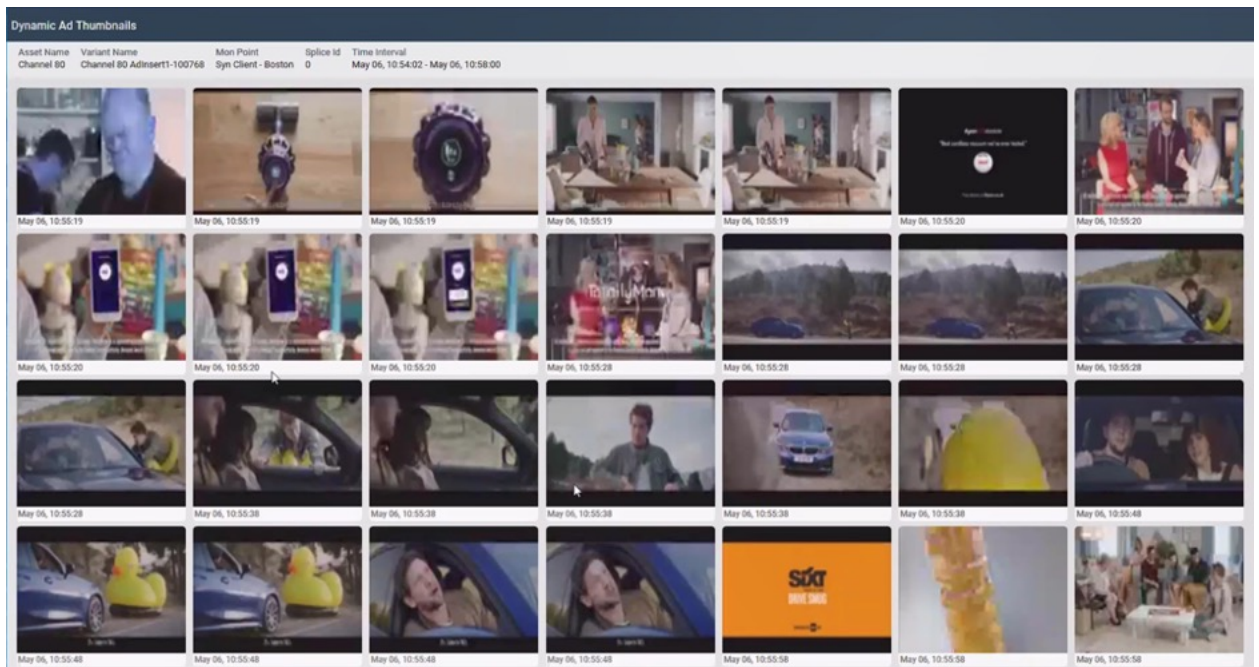 Dynamic Ad Thumbnails
Asset Name Variant Name Mon Point Splice Id Time Interval
Channel 80 Channel 80 AdInsert1-100768 Syn Client - Boston 0 May 06, 10:54:02 - May 06, 10:58:00
"Best cordless vacuum we've ever tested."
May 06, 10:55:19 May 06, 10:55:19 May 06, 10:55:19 May 06, 10:55:19 May 06, 10:55:19 May 06, 10:55:20 May 06, 10:55:20
May 06, 10:55:20 May 06, 10:55:20 May 06, 10:55:20 May 06, 10:55:28 May 06, 10:55:28 May 06, 10:55:28 May 06, 10:55:28
May 06, 10:55:28 May 06, 10:55:38 May 06, 10:55:38 May 06, 10:55:38 May 06, 10:55:38 May 06, 10:55:38 May 06, 10:55:48
SIXT
DRIVE SMUG
May 06, 10:55:48 May 06, 10:55:48 May 06, 10:55:48 May 06, 10:55:48 May 06, 10:55:58 May 06, 10:55:58 May 06, 10:55:58